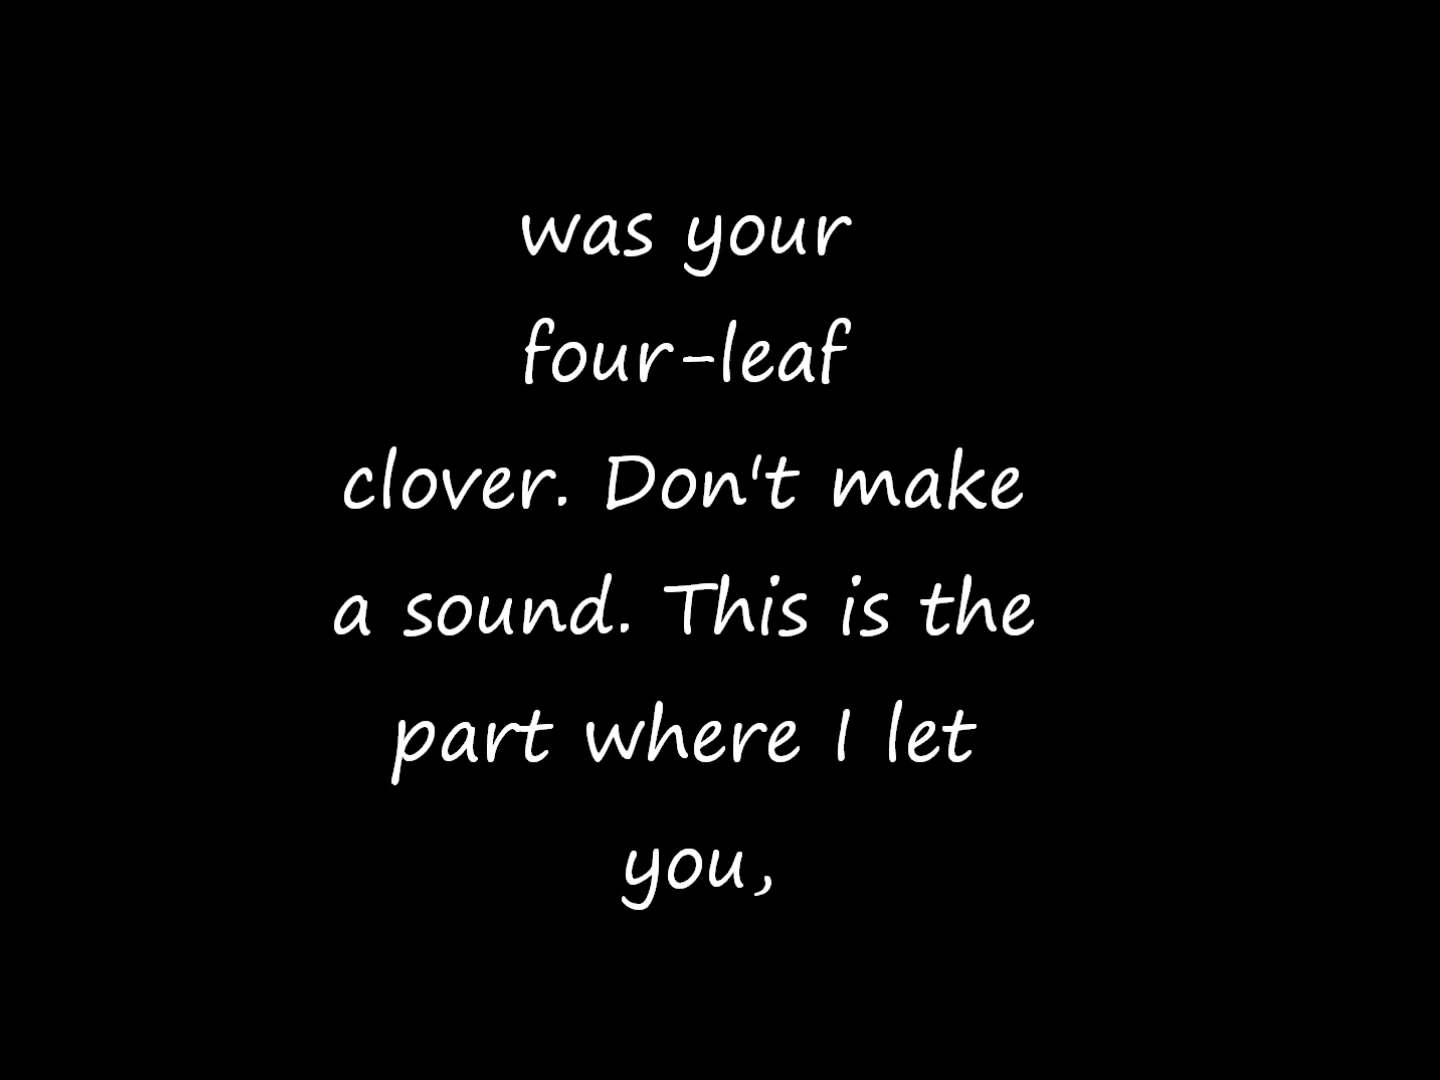 was your
four-leaf
clover. Don't make
a sound. This is the
part where I let
you,